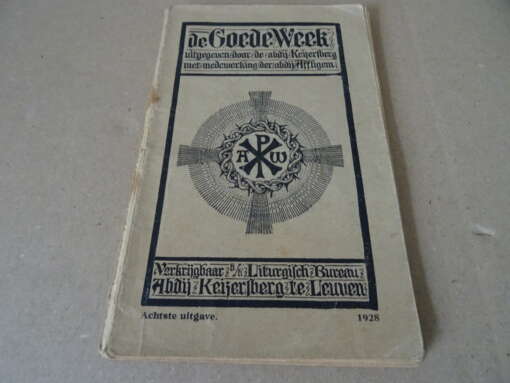 de Goede Week
uitgegeven door de abdij Keizersberg
met medewerking der abdij Affligem
A P W
Verkrijgbaar b/h Liturgisch Bureau
Abdij Keizersberg te Leuven
Achtste uitgave. 1928